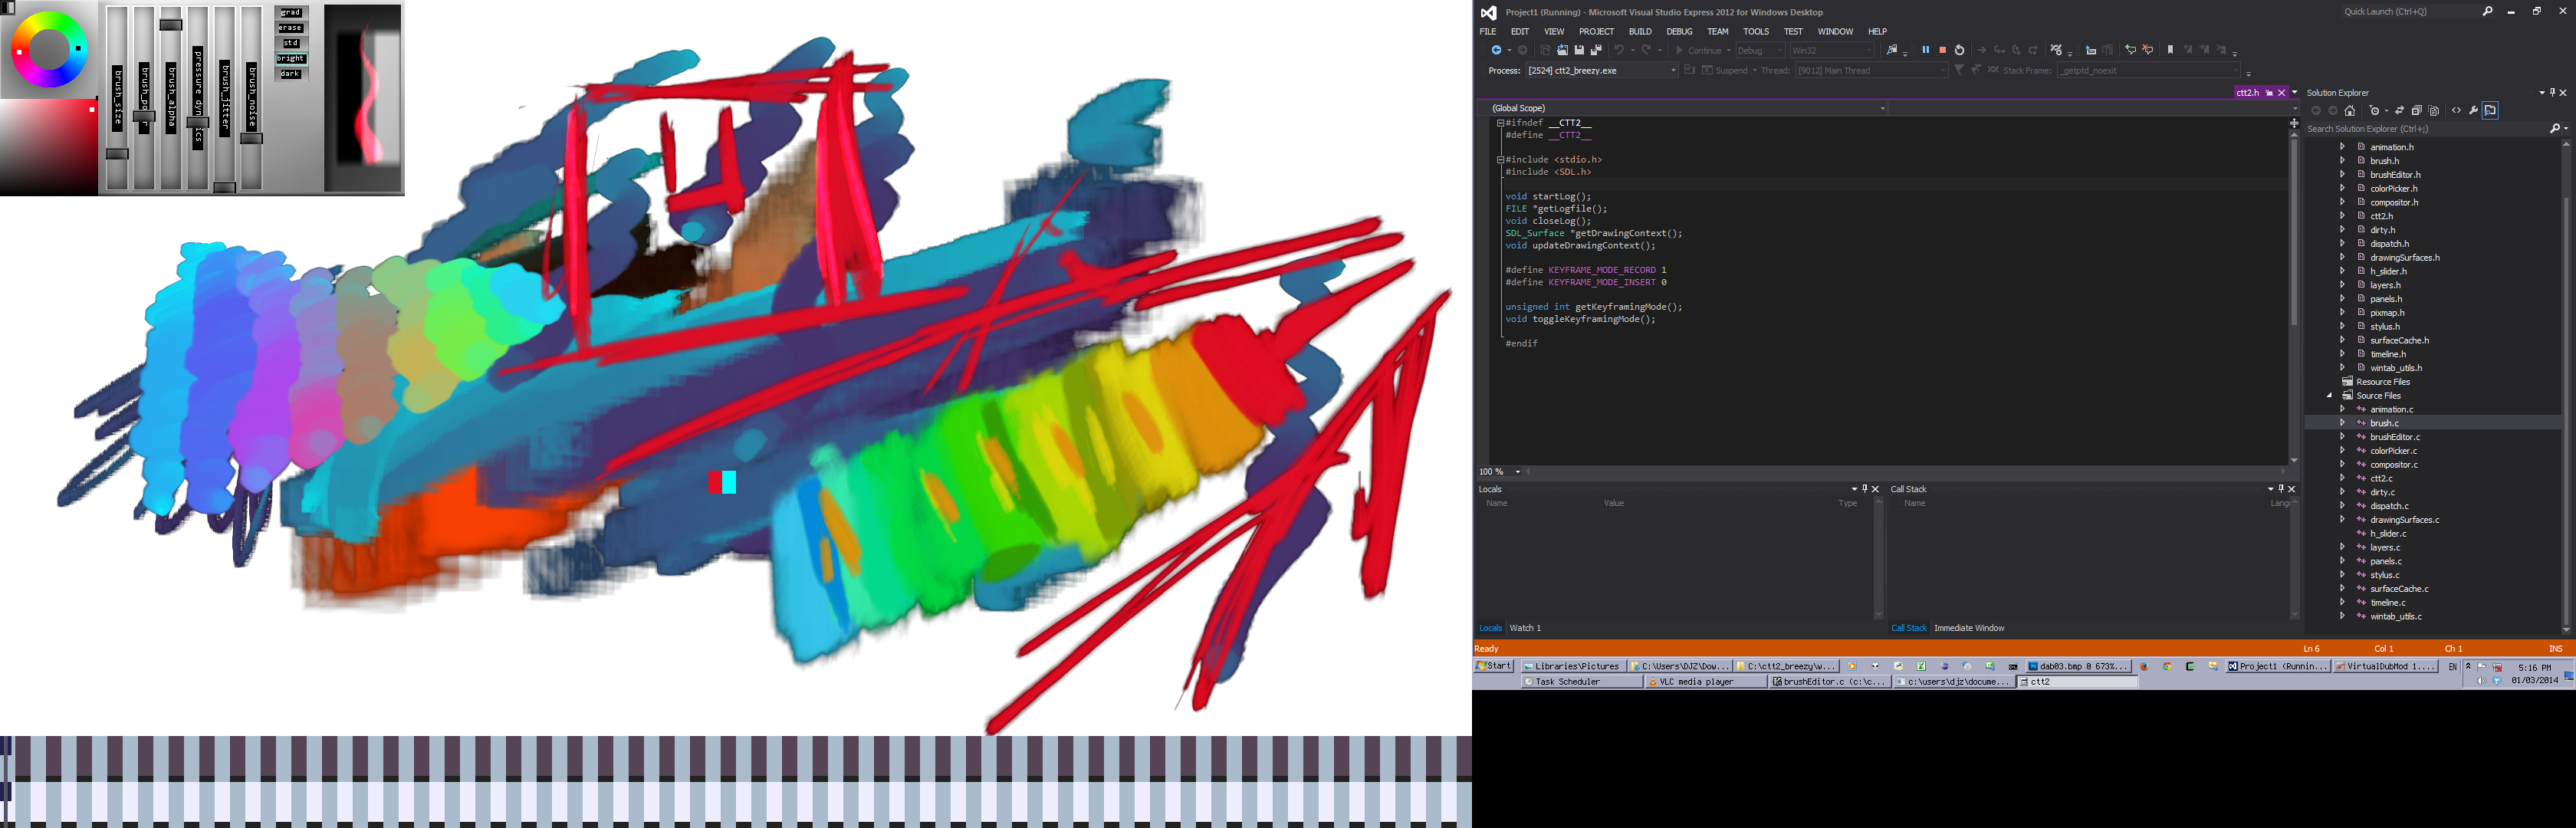 grad
erase
std
bright
dark
brush_size
brush_alpha
brush_jitter
brush_noise
Project1 (Running) - Microsoft Visual Studio Express 2012 for Windows Desktop
Quick Launch (Ctrl+Q)
FILE EDIT VIEW PROJECT BUILD DEBUG TEAM TOOLS TEST WINDOW HELP
Continue Debug Win32
Process: [2524] ctt2_breezy.exe Suspend Thread: [9012] Main Thread Stack Frame: _getptd_noexit
ctt2.h
(Global Scope)
#ifndef __CTT2__
#define __CTT2__
#include <stdio.h>
#include <SDL.h>
void startLog();
FILE *getLogfile();
void closeLog();
SDL_Surface *getDrawingContext();
void updateDrawingContext();
#define KEYFRAME_MODE_RECORD 1
#define KEYFRAME_MODE_INSERT 0
unsigned int getKeyframingMode();
void toggleKeyframingMode();
#endif
100 %
Locals
Name Value Type
Locals Watch 1
Call Stack
Name Lang
Call Stack Immediate Window
Solution Explorer
Search Solution Explorer (Ctrl+;)
animation.h
brush.h
brushEditor.h
colorPicker.h
compositor.h
ctt2.h
dirty.h
dispatch.h
drawingSurfaces.h
h_slider.h
layers.h
panels.h
pixmap.h
stylus.h
surfaceCache.h
timeline.h
wintab_utils.h
Resource Files
Source Files
animation.c
brush.c
brushEditor.c
colorPicker.c
compositor.c
ctt2.c
dirty.c
dispatch.c
drawingSurfaces.c
h_slider.c
layers.c
panels.c
stylus.c
surfaceCache.c
timeline.c
wintab_utils.c
Ready Ln 6 Col 1 Ch 1 INS
Start Libraries\Pictures C:\Users\DJZ\Dow... C:\ctt2_breezy\w... dab03.bmp @ 673%... Project1 (Runnin... VirtualDubMod 1.... EN 5:16 PM
Task Scheduler VLC media player brushEditor.c (c:\c... c:\users\djz\docume... ctt2 01/03/2014